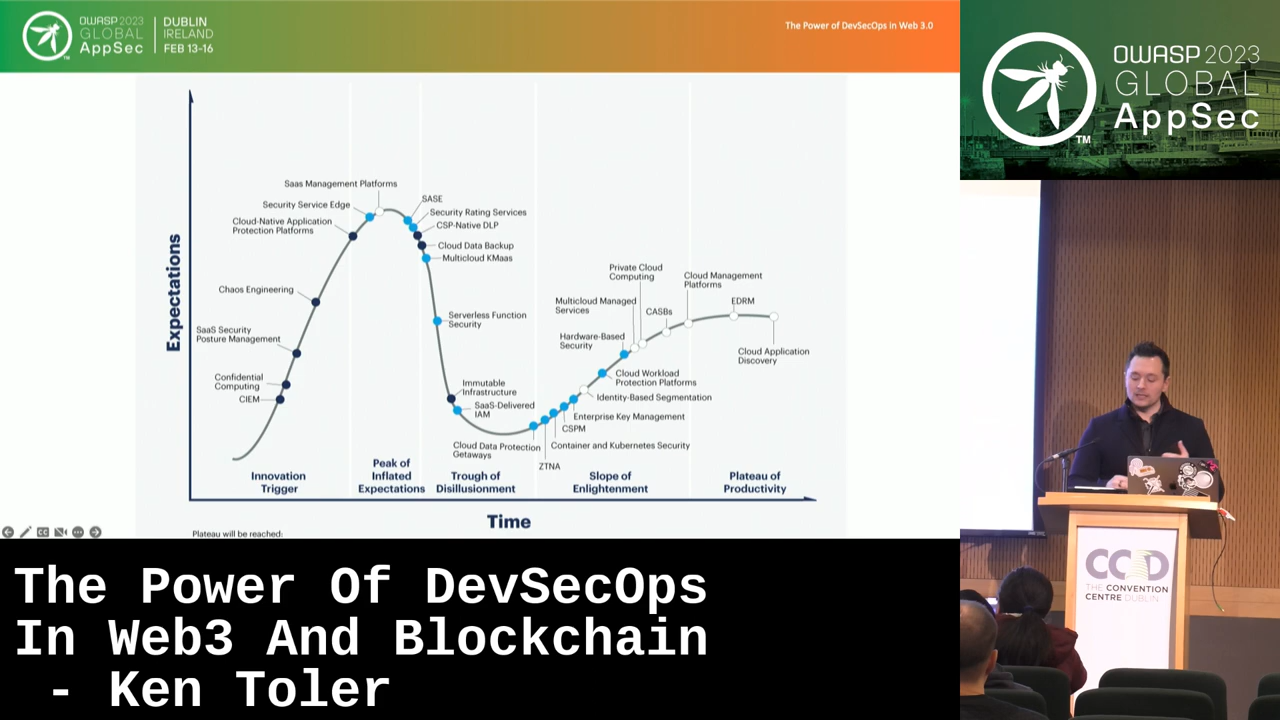 OWASP 2023
GLOBAL
AppSec
TM
DUBLIN
IRELAND
FEB 13-16
The Power of DevSecOps in Web 3.0
OWASP 2023
GLOBAL
AppSec
TM
Expectations
Saas Management Platforms
Security Service Edge
Cloud-Native Application
Protection Platforms
Chaos Engineering
SaaS Security
Posture Management
Confidential
Computing
CIEM
SASE
Security Rating Services
CSP-Native DLP
Cloud Data Backup
Multicloud KMaas
Serverless Function
Security
Immutable
Infrastructure
SaaS-Delivered
IAM
Cloud Data Protection
Getaways
ZTNA
Container and Kubernetes Security
CSPM
Enterprise Key Management
Identity-Based Segmentation
Cloud Workload
Protection Platforms
Hardware-Based
Security
Multicloud Managed
Services
Private Cloud
Computing
CASBs
Cloud Management
Platforms
EDRM
Cloud Application
Discovery
Innovation
Trigger
Peak of
Inflated
Expectations
Trough of
Disillusionment
Slope of
Enlightenment
Plateau of
Productivity
Time
Plateau will be reached:
CC
CCD
THE CONVENTION
CENTRE DUBLIN
The Power Of DevSecOps
In Web3 And Blockchain
- Ken Toler